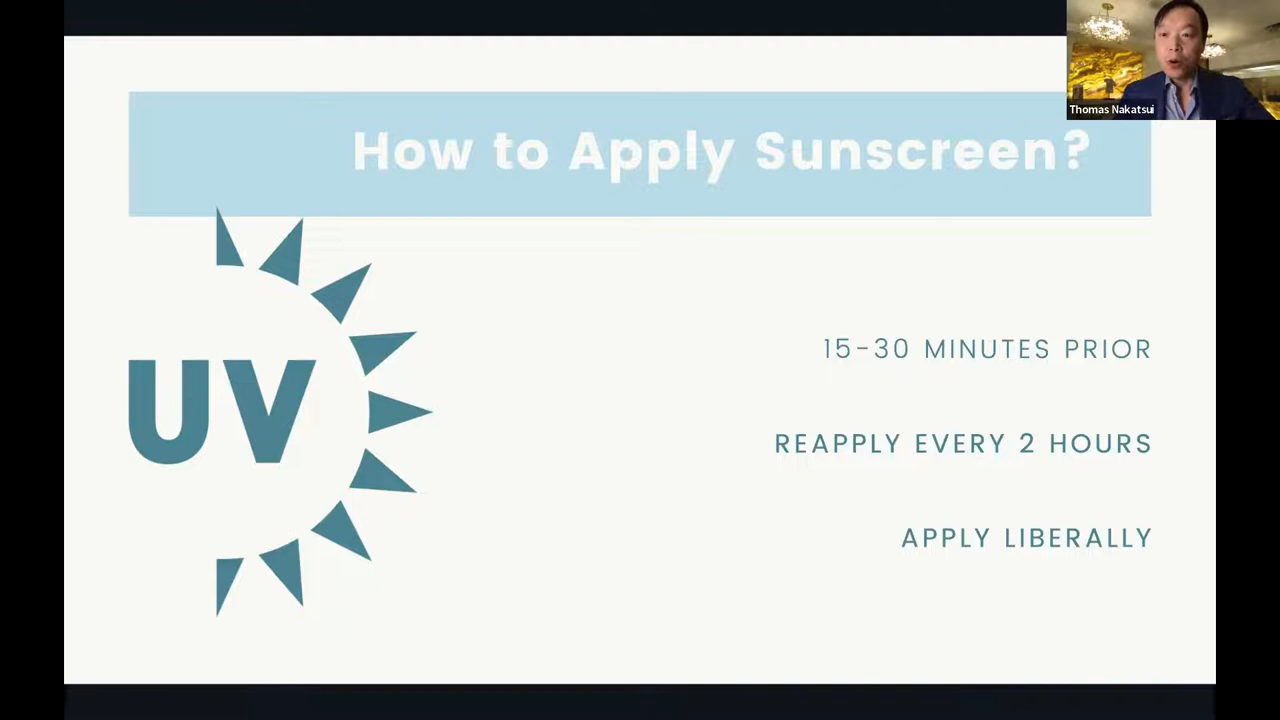 Thomas Nakatsui
How to Apply Sunscreen?
UV
15-30 MINUTES PRIOR
REAPPLY EVERY 2 HOURS
APPLY LIBERALLY